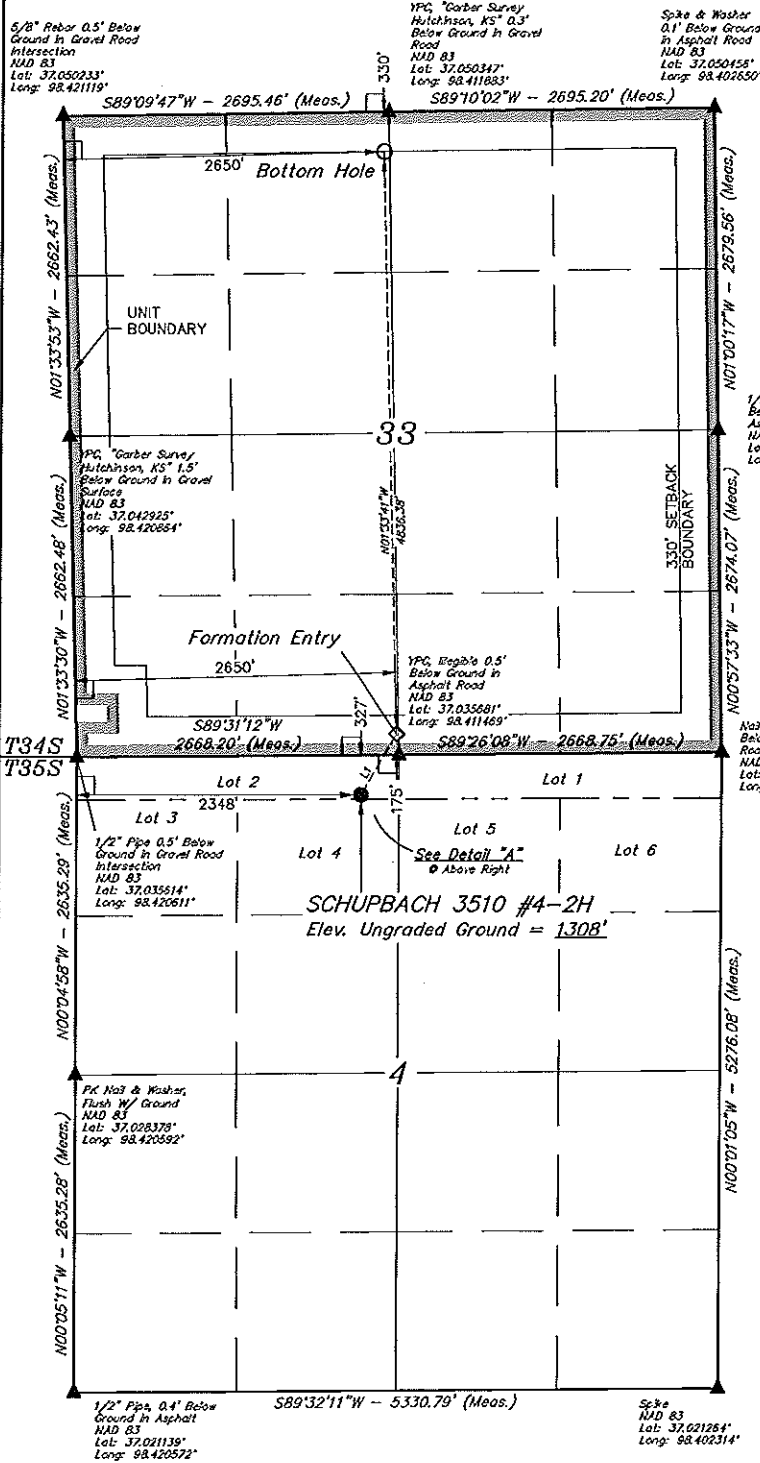 5/8" Rebar 0.5' Below
Ground in Gravel Road
Intersection
NAD 83
Lat: 37.050233°
Long: 98.421119°
YPC, "Garber Survey
Hutchinson, KS" 0.3'
Below Ground in Gravel
Road
NAD 83
Lat: 37.050347°
Long: 98.411883°
Spike & Washer
0.1' Below Ground
in Asphalt Road
NAD 83
Lat: 37.050456°
Long: 98.402650°
330'
S89°09'47"W - 2695.46' (Meas.)
S89°10'02"W - 2695.20' (Meas.)
2650'
Bottom Hole
N01°33'53"W - 2662.43' (Meas.)
N01°00'17"W - 2679.56' (Meas.)
UNIT
BOUNDARY
33
YPC, "Garber Survey
Hutchinson, KS" 1.5'
Below Ground in Gravel
Surface
NAD 83
Lat: 37.042925°
Long: 98.420864°
N01°33'41"W
4836.38'
330' SETBACK
BOUNDARY
N01°33'30"W - 2662.48' (Meas.)
N00°57'33"W - 2674.07' (Meas.)
Formation Entry
2650'
YPC, Illegible 0.5'
Below Ground in
Asphalt Road
NAD 83
Lat: 37.035681°
Long: 98.411469°
S89°31'12"W
2668.20' (Meas.)
327'
S89°26'08"W - 2668.75' (Meas.)
T34S
T35S
Lot 2
Lot 1
L1
175'
2348'
Lot 3
Lot 4
Lot 5
Lot 6
See Detail "A"
@ Above Right
1/2" Pipe 0.5' Below
Ground in Gravel Road
Intersection
NAD 83
Lat: 37.035614°
Long: 98.420611°
SCHUPBACH 3510 #4-2H
Elev. Ungraded Ground = 1308'
N00°04'58"W - 2635.29' (Meas.)
N00°01'05"W - 5276.08' (Meas.)
4
PK Nail & Washer,
Flush W/ Ground
NAD 83
Lat: 37.028378°
Long: 98.420592°
N00°05'11"W - 2635.28' (Meas.)
S89°32'11"W - 5330.79' (Meas.)
1/2" Pipe, 0.4' Below
Ground in Asphalt
NAD 83
Lat: 37.021139°
Long: 98.420572°
Spike
NAD 83
Lat: 37.021264°
Long: 98.402314°